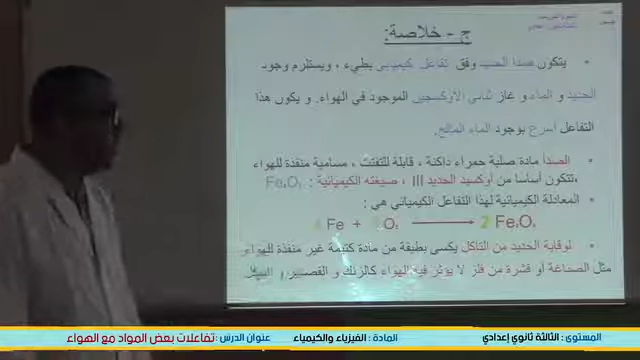 ج - خلاصة:
يتكون صدأ الحديد وفق تفاعل كيميائي بطيء ، ويستلزم وجود
الحديد و الماء و غاز ثنائي الأوكسجين الموجود في الهواء. و يكون هذا
التفاعل أسرع بوجود الماء المالح.
الصدأ مادة صلبة حمراء داكنة ، قابلة للتفتت ، مسامية منفذة للهواء
،تتكون أساسا من أوكسيد الحديد III ، صيغته الكيميائية : Fe₂O₃
المعادلة الكيميائية لهذا التفاعل الكيميائي هي :
Fe + O₂ → 2 Fe₂O₃
لوقاية الحديد من التآكل يكسى بطبقة من مادة كتيمة غير منفذة للهواء
مثل الصباغة أو قشرة من فلز لا يؤثر فيه الهواء كالزنك و القصدير و النيكل
المستوى : الثالثة ثانوي إعدادي المادة : الفيزياء والكيمياء عنوان الدرس : تفاعلات بعض المواد مع الهواء